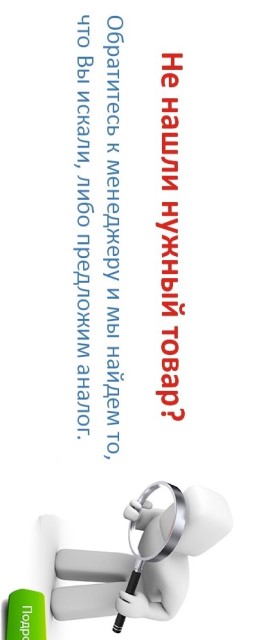 Не нашли нужный товар?
Обратитесь к менеджеру и мы найдем то,
что Вы искали, либо предложим аналог.